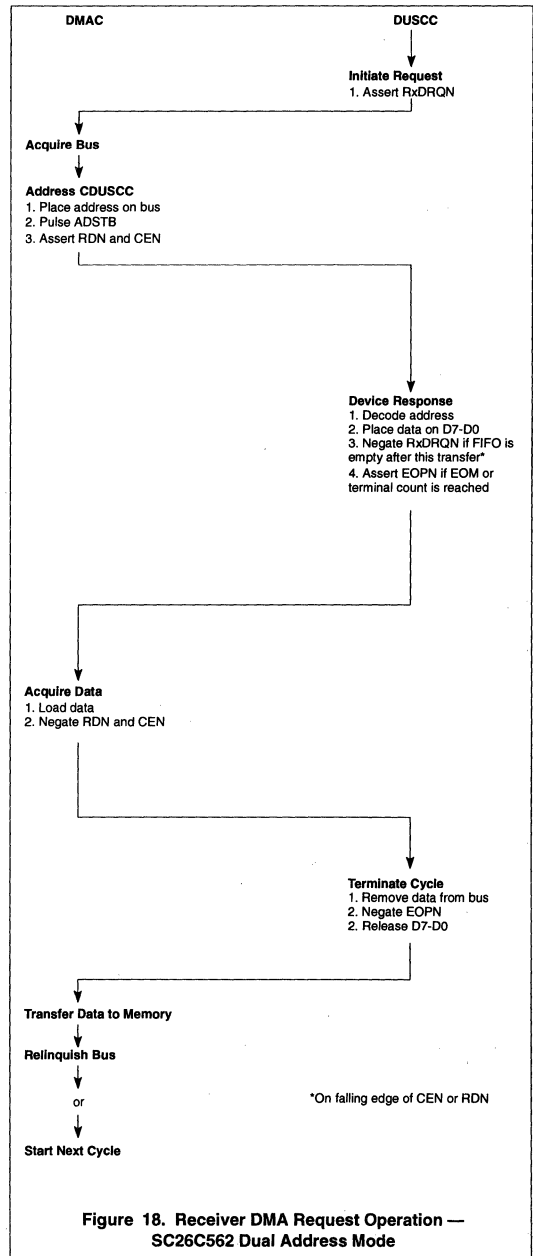 DMAC
DUSCC
Initiate Request
1. Assert RxDRQN
Acquire Bus
Address CDUSCC
1. Place address on bus
2. Pulse ADSTB
3. Assert RDN and CEN
Device Response
1. Decode address
2. Place data on D7-D0
3. Negate RxDRQN if FIFO is
empty after this transfer*
4. Assert EOPN if EOM or
terminal count is reached
Acquire Data
1. Load data
2. Negate RDN and CEN
Terminate Cycle
1. Remove data from bus
2. Negate EOPN
2. Release D7-D0
Transfer Data to Memory
Relinquish Bus
or
*On falling edge of CEN or RDN
Start Next Cycle
Figure 18. Receiver DMA Request Operation —
SC26C562 Dual Address Mode